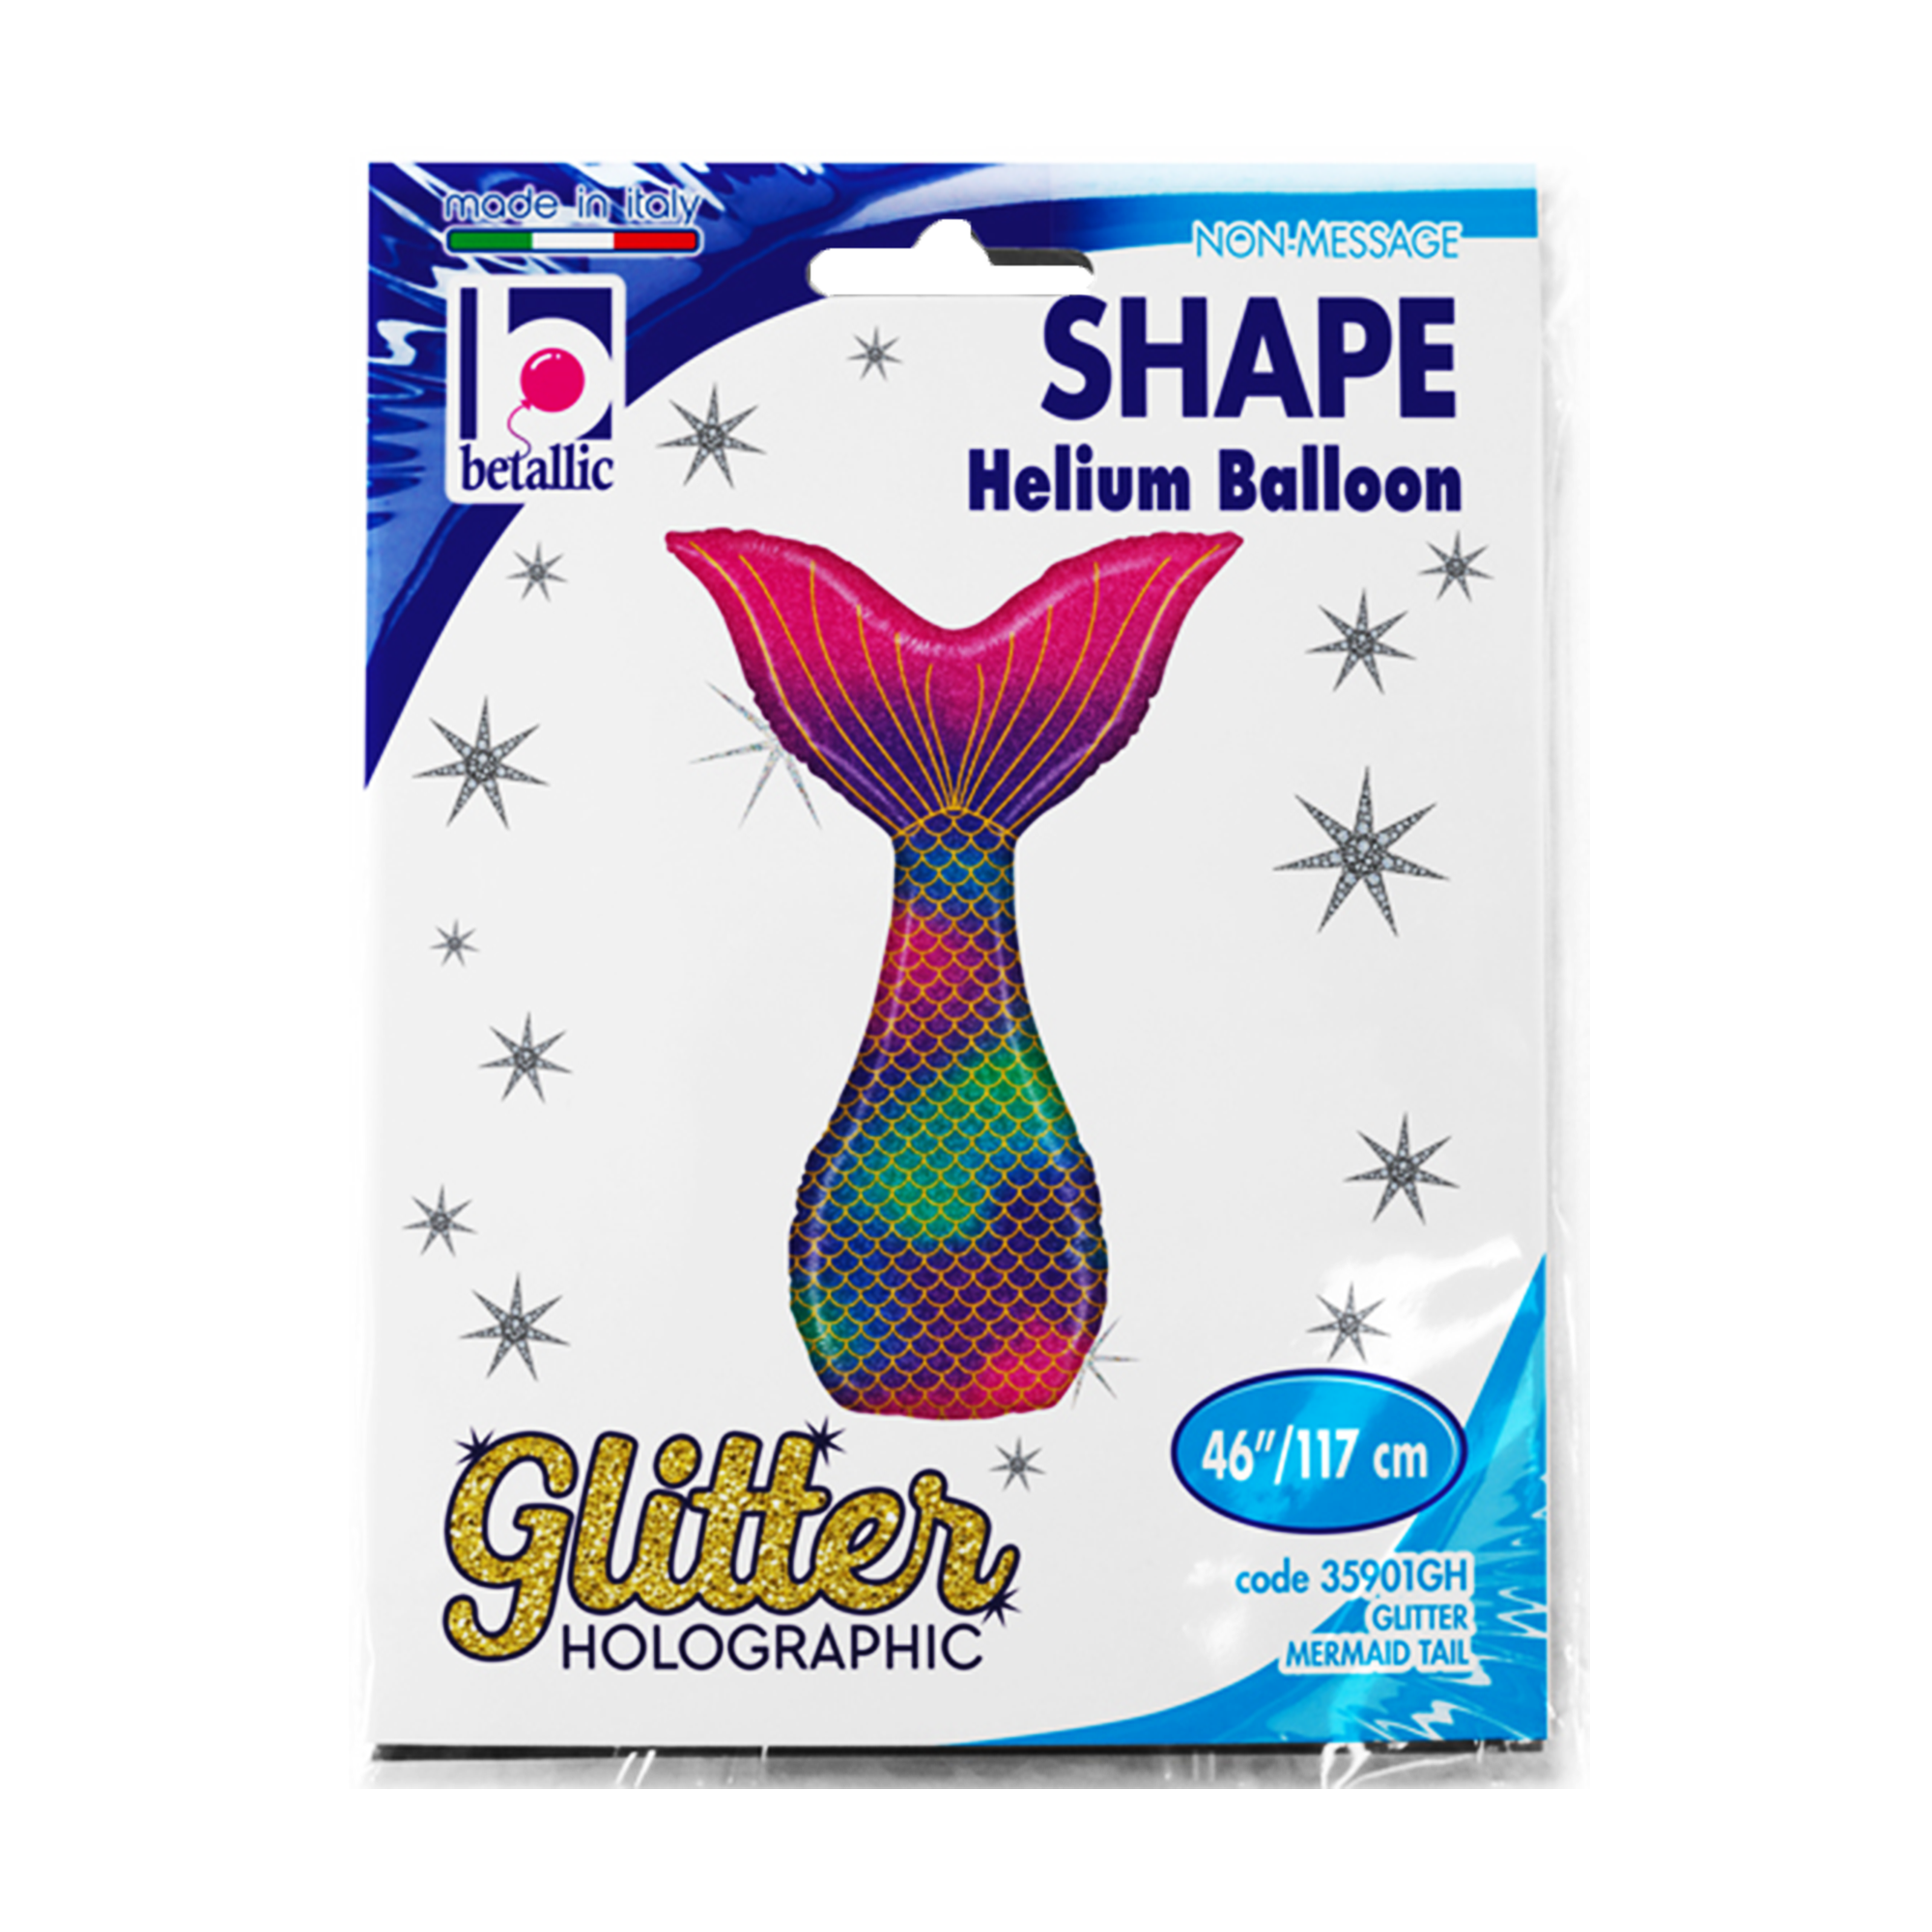 made in italy
betallic
NON-MESSAGE
SHAPE
Helium Balloon
Glitter
HOLOGRAPHIC
46"/117 cm
code 35901GH
GLITTER
MERMAID TAIL